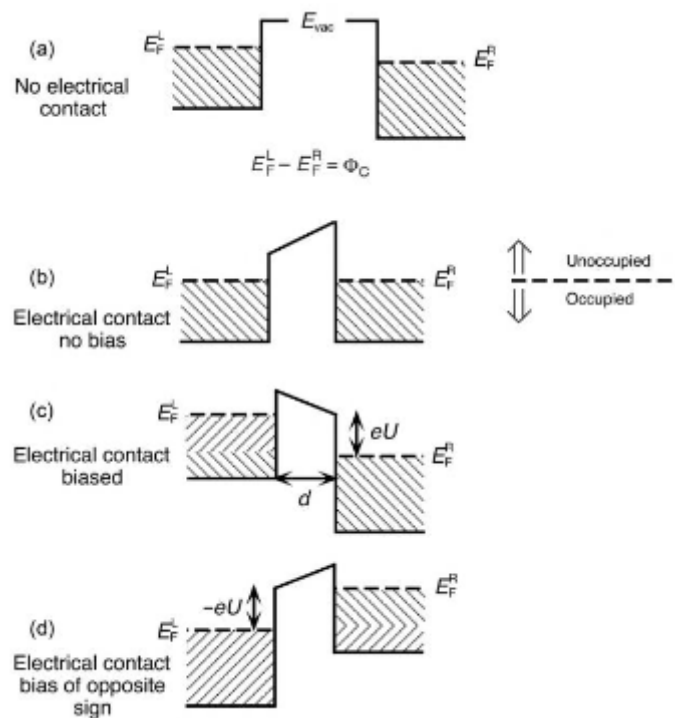 (a)
No electrical
contact
E_F^L
E_vac
E_F^R
E_F^L – E_F^R = Φ_C
(b)
Electrical contact
no bias
E_F^L
E_F^R
Unoccupied
Occupied
(c)
Electrical contact
biased
E_F^L
eU
E_F^R
d
(d)
Electrical contact
bias of opposite
sign
–eU
E_F^L
E_F^R